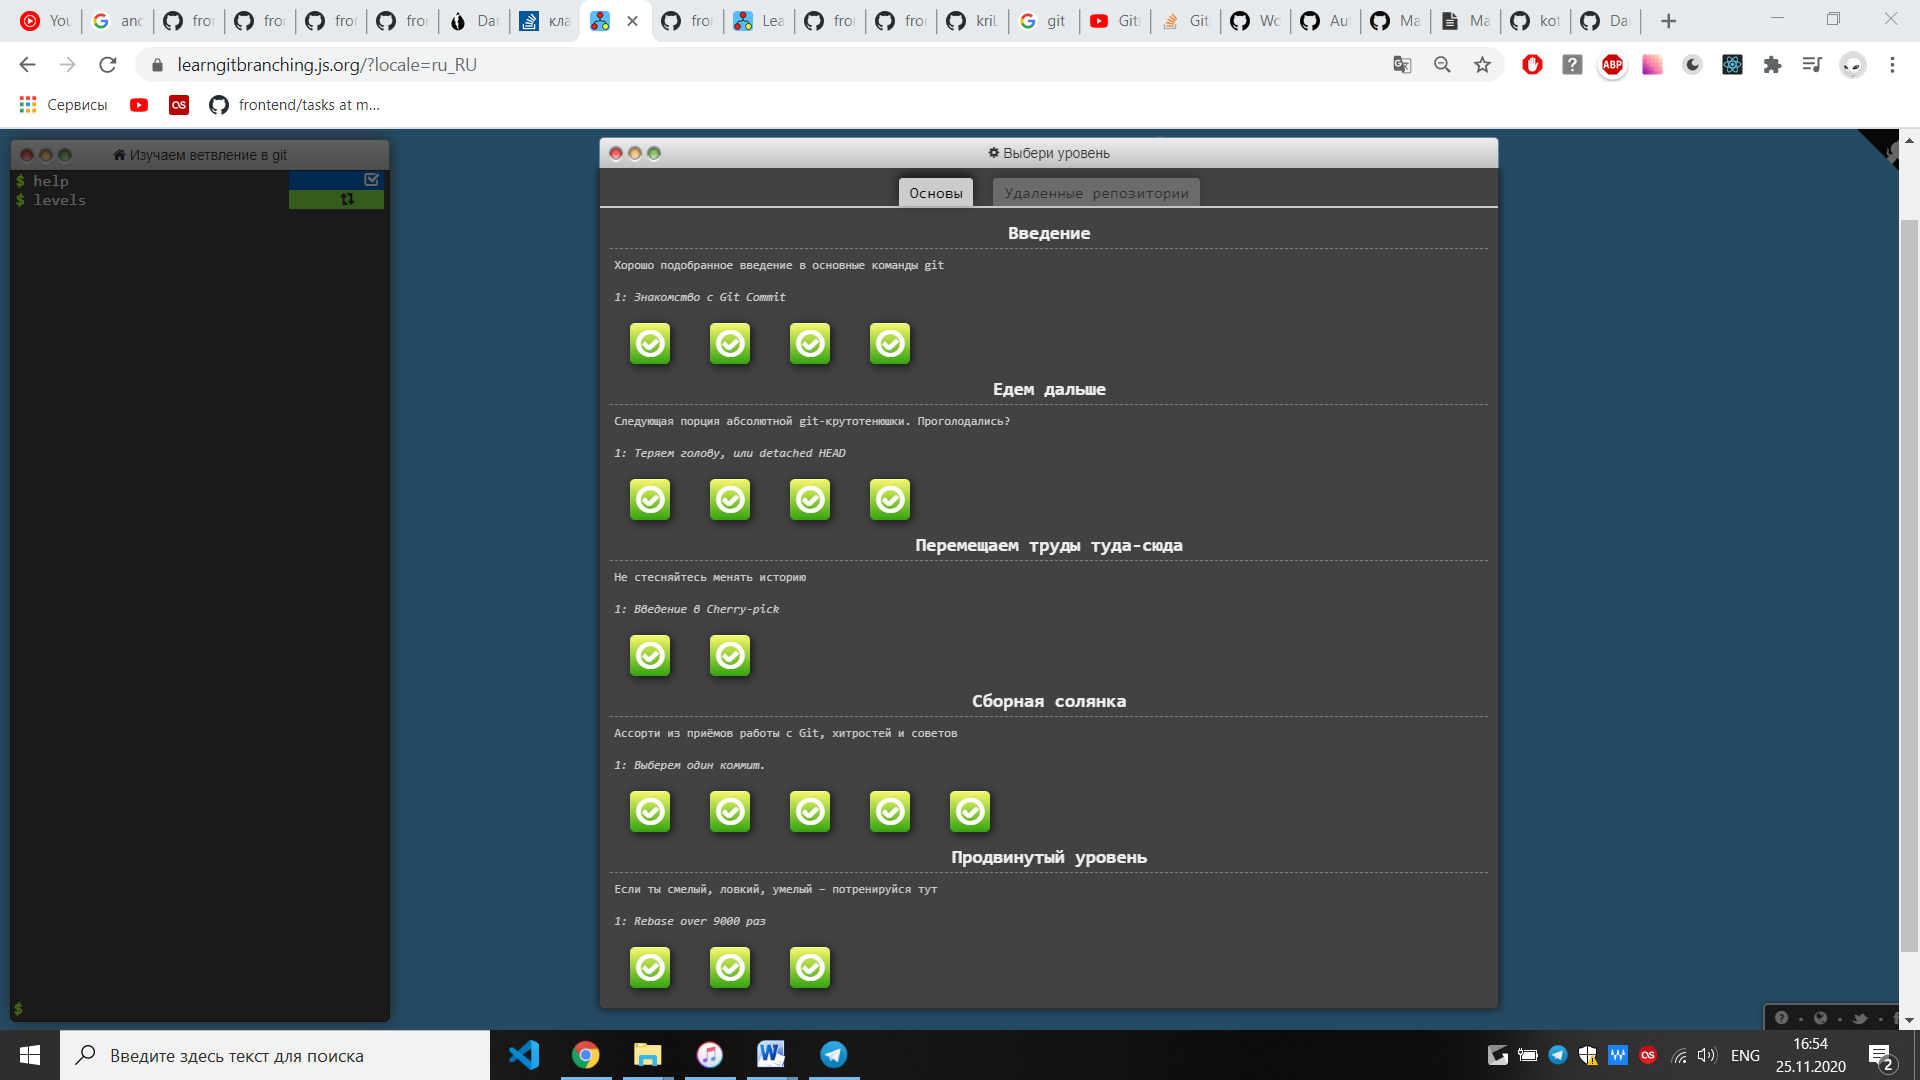 You
anc
fro
fro
fro
fro
Dar
кла
fro
Lea
fro
fro
kriL
git
Git
Git
Wo
Aut
Ma
Ma
kot
Da
learngitbranching.js.org/?locale=ru_RU
ABP
Сервисы
frontend/tasks at m...
Изучаем ветвление в git
$ help
$ levels
$
Выбери уровень
Основы
Удаленные репозитории
Введение
Хорошо подобранное введение в основные команды git
1: Знакомство с Git Commit
Едем дальше
Следующая порция абсолютной git-крутотенюшки. Проголодались?
1: Теряем голову, или detached HEAD
Перемещаем труды туда-сюда
Не стесняйтесь менять историю
1: Введение в Cherry-pick
Сборная солянка
Ассорти из приёмов работы с Git, хитростей и советов
1: Выберем один коммит.
Продвинутый уровень
Если ты смелый, ловкий, умелый – потренируйся тут
1: Rebase over 9000 раз
Введите здесь текст для поиска
ENG
16:54
25.11.2020
2